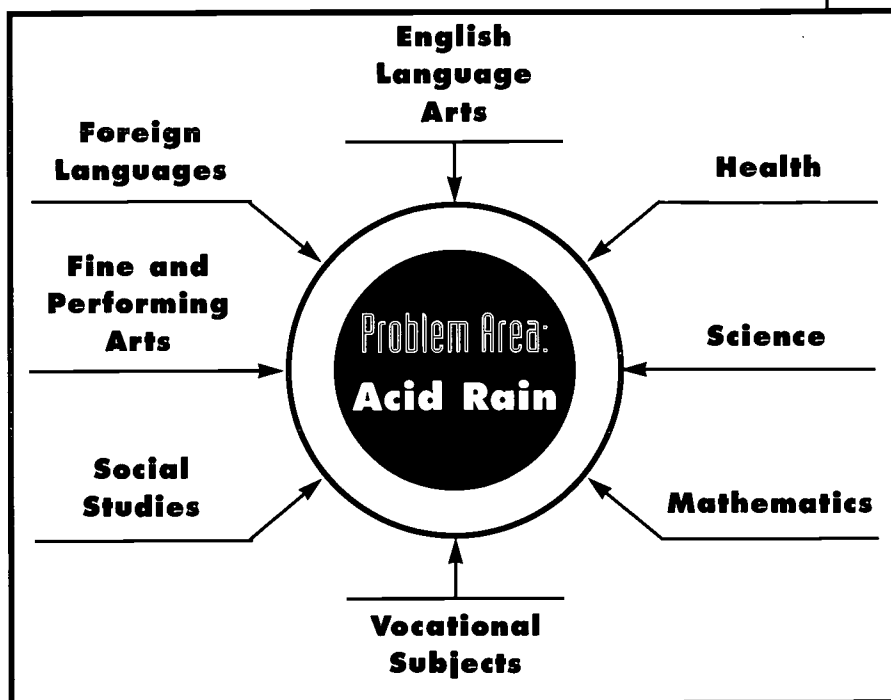 English
Language
Arts
Foreign
Languages
Health
Fine and
Performing
Arts
Problem Area:
Acid Rain
Science
Social
Studies
Mathematics
Vocational
Subjects